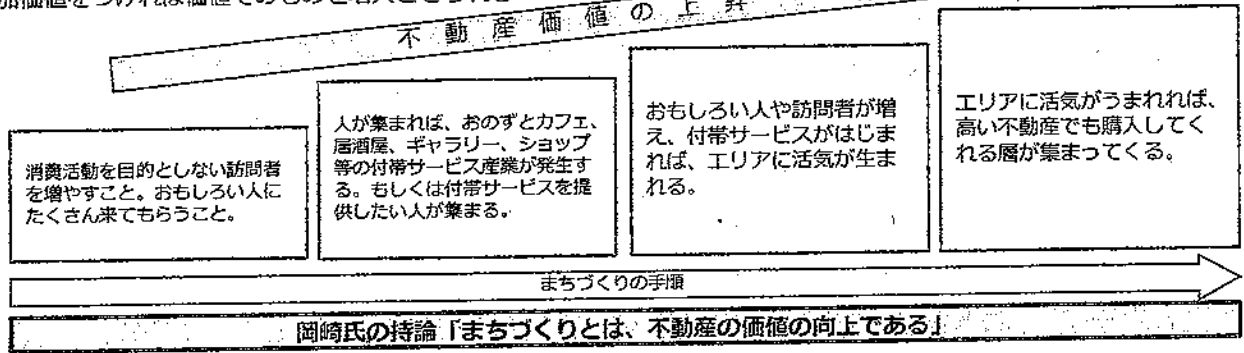 不動産価値の上昇
消費活動を目的としない訪問者
を増やすこと。おもしろい人に
たくさん来てもらうこと。
人が集まれば、おのずとカフェ、
居酒屋、ギャラリー、ショップ
等の付帯サービス産業が発生す
る。もしくは付帯サービスを提
供したい人が集まる。
おもしろい人や訪問者が増
え、付帯サービスがはじま
れば、エリアに活気が生ま
れる。
エリアに活気がうまれれば、
高い不動産でも購入してく
れる層が集まってくる。
まちづくりの手順
岡崎氏の持論「まちづくりとは、不動産の価値の向上である」